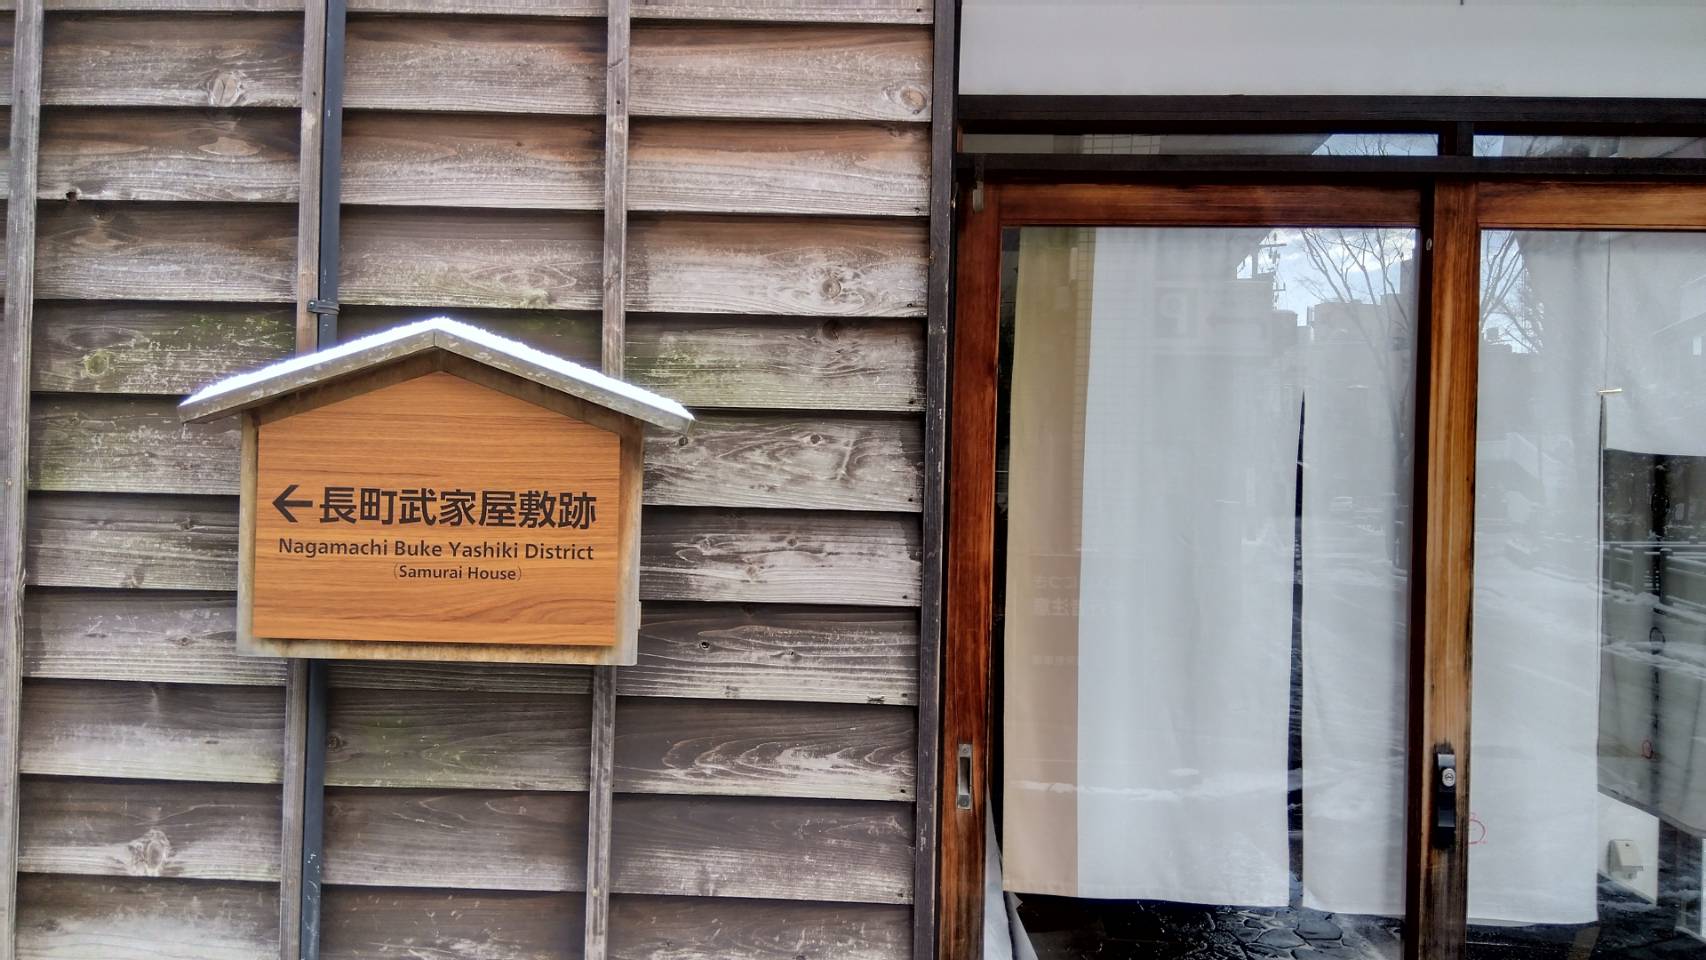 ←長町武家屋敷跡
Nagamachi Buke Yashiki District
(Samurai House)
P